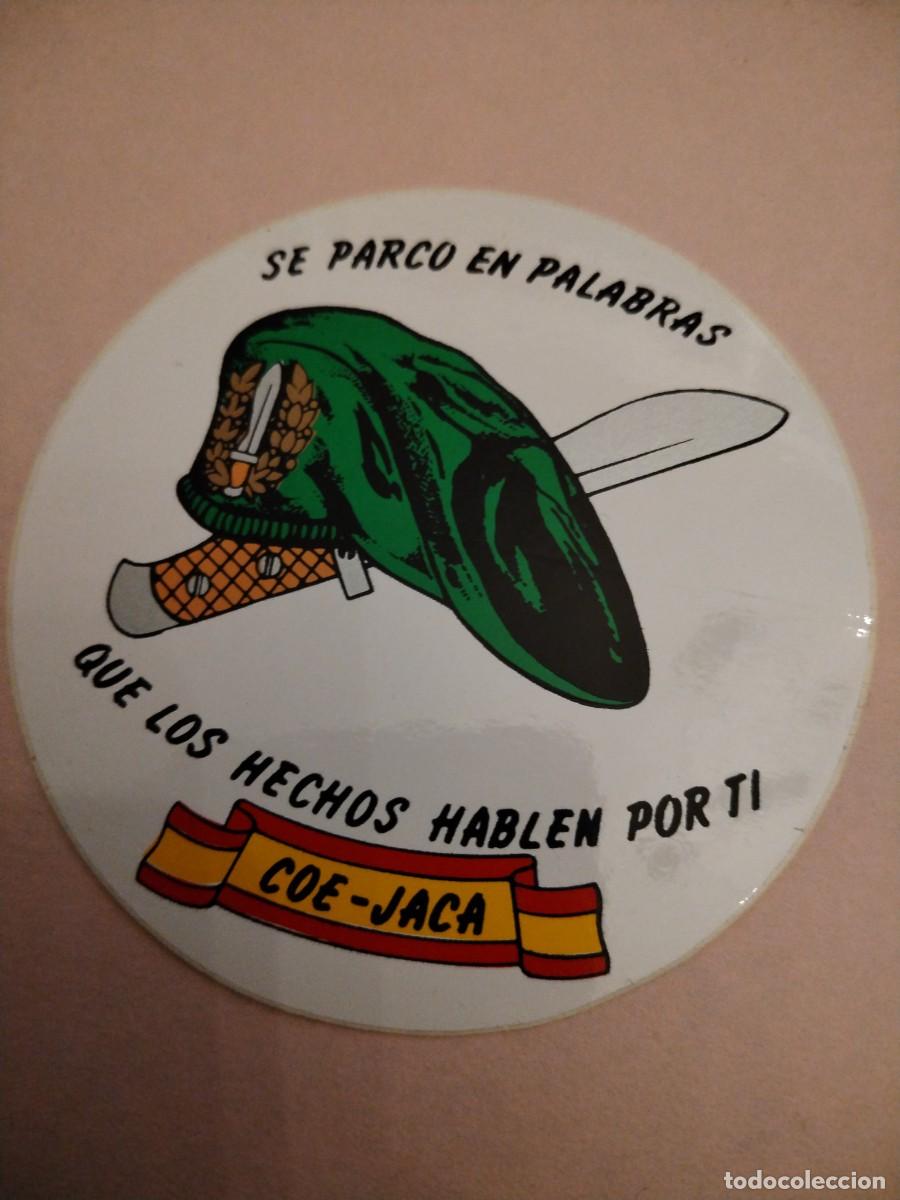 SE PARCO EN PALABRAS
QUE LOS HECHOS HABLEN POR TI
COE-JACA
todocoleccion